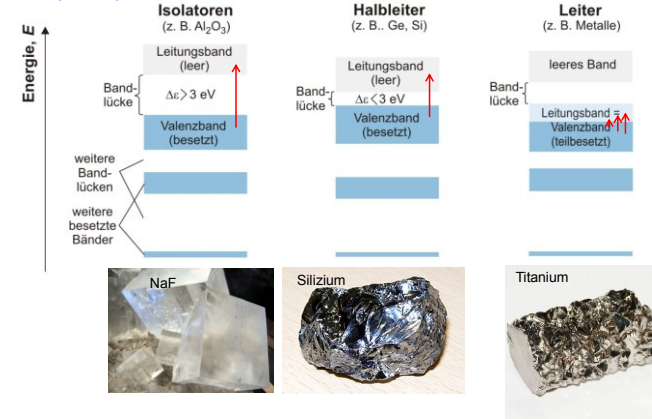 Isolatoren
(z. B. Al₂O₃)
Halbleiter
(z. B.. Ge, Si)
Leiter
(z. B. Metalle)
Energie, E
Leitungsband
(leer)
Band-
lücke
Δε> 3 eV
Valenzband
(besetzt)
Leitungsband
(leer)
Band-
lücke
Δε<3 eV
Valenzband
(besetzt)
leeres Band
Band-
lücke
Leitungsband =
Valenzband
(teilbesetzt)
weitere
Band-
lücken
weitere
besetzte
Bänder
NaF
Silizium
Titanium